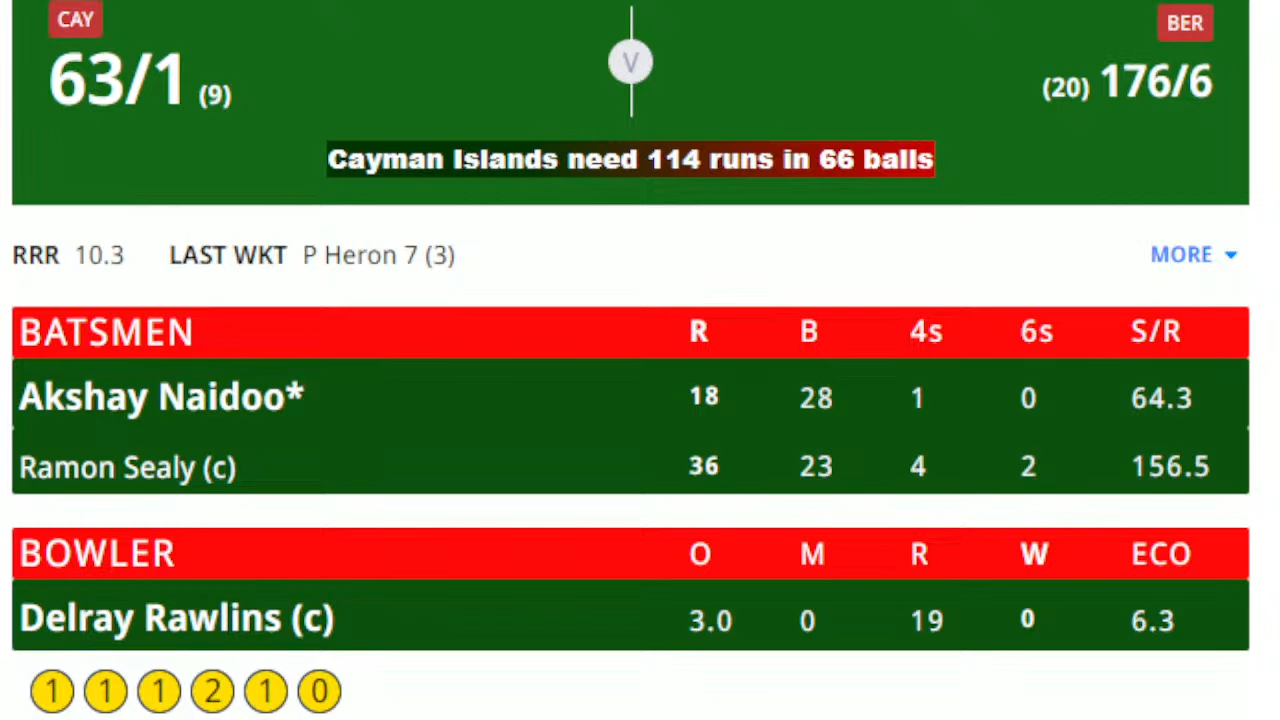 CAY V BER
63/1 (9) (20) 176/6
Cayman Islands need 114 runs in 66 balls
RRR 10.3 LAST WKT P Heron 7 (3) MORE
BATSMEN R B 4s 6s S/R
Akshay Naidoo* 18 28 1 0 64.3
Ramon Sealy (c) 36 23 4 2 156.5
BOWLER O M R W ECO
Delray Rawlins (c) 3.0 0 19 0 6.3
1 1 1 2 1 0